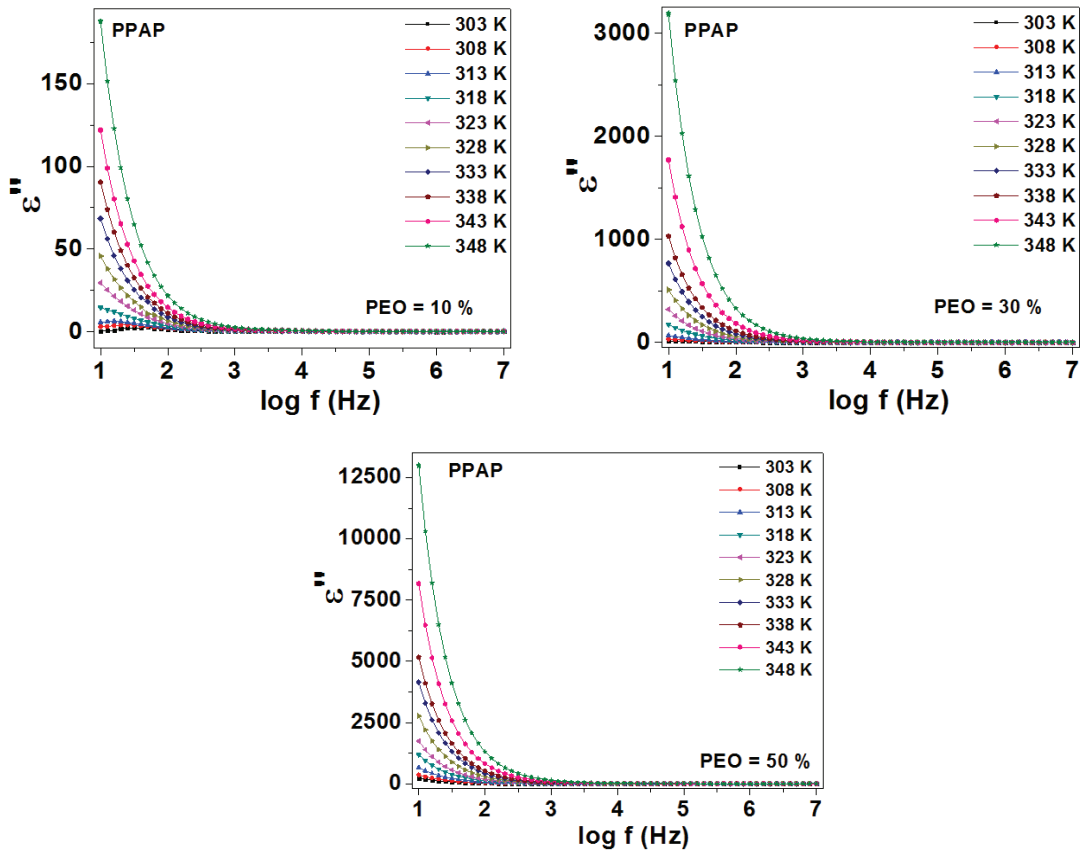 PPAP
303 K
308 K
313 K
318 K
323 K
328 K
333 K
338 K
343 K
348 K
150
100
50
0
ε"
PEO = 10 %
1 2 3 4 5 6 7
log f (Hz)
PPAP
303 K
308 K
313 K
318 K
323 K
328 K
333 K
338 K
343 K
348 K
3000
2000
1000
0
ε"
PEO = 30 %
1 2 3 4 5 6 7
log f (Hz)
PPAP
303 K
308 K
313 K
318 K
323 K
328 K
333 K
338 K
343 K
348 K
12500
10000
7500
5000
2500
0
ε"
PEO = 50 %
1 2 3 4 5 6 7
log f (Hz)